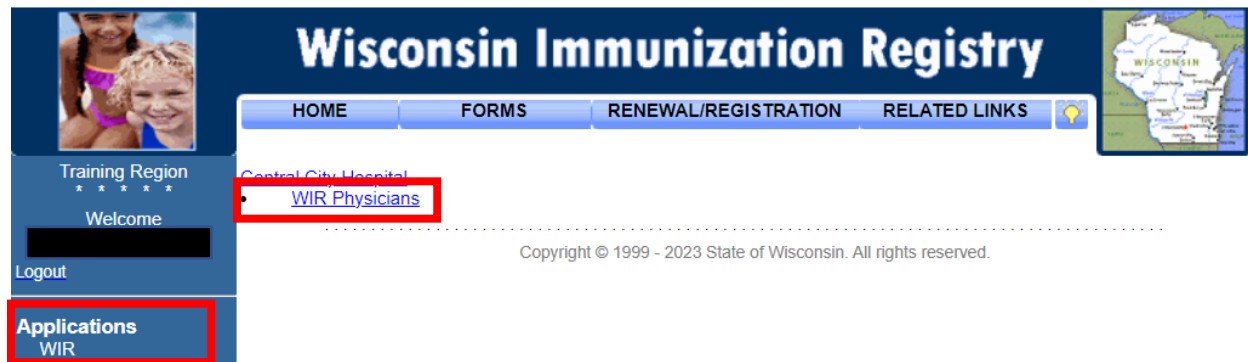 Wisconsin Immunization Registry
WISCONSIN
HOME FORMS RENEWAL/REGISTRATION RELATED LINKS
Training Region
* * * * *
Welcome
Logout
Applications
WIR
Central City Hospital
• WIR Physicians
Copyright © 1999 - 2023 State of Wisconsin. All rights reserved.